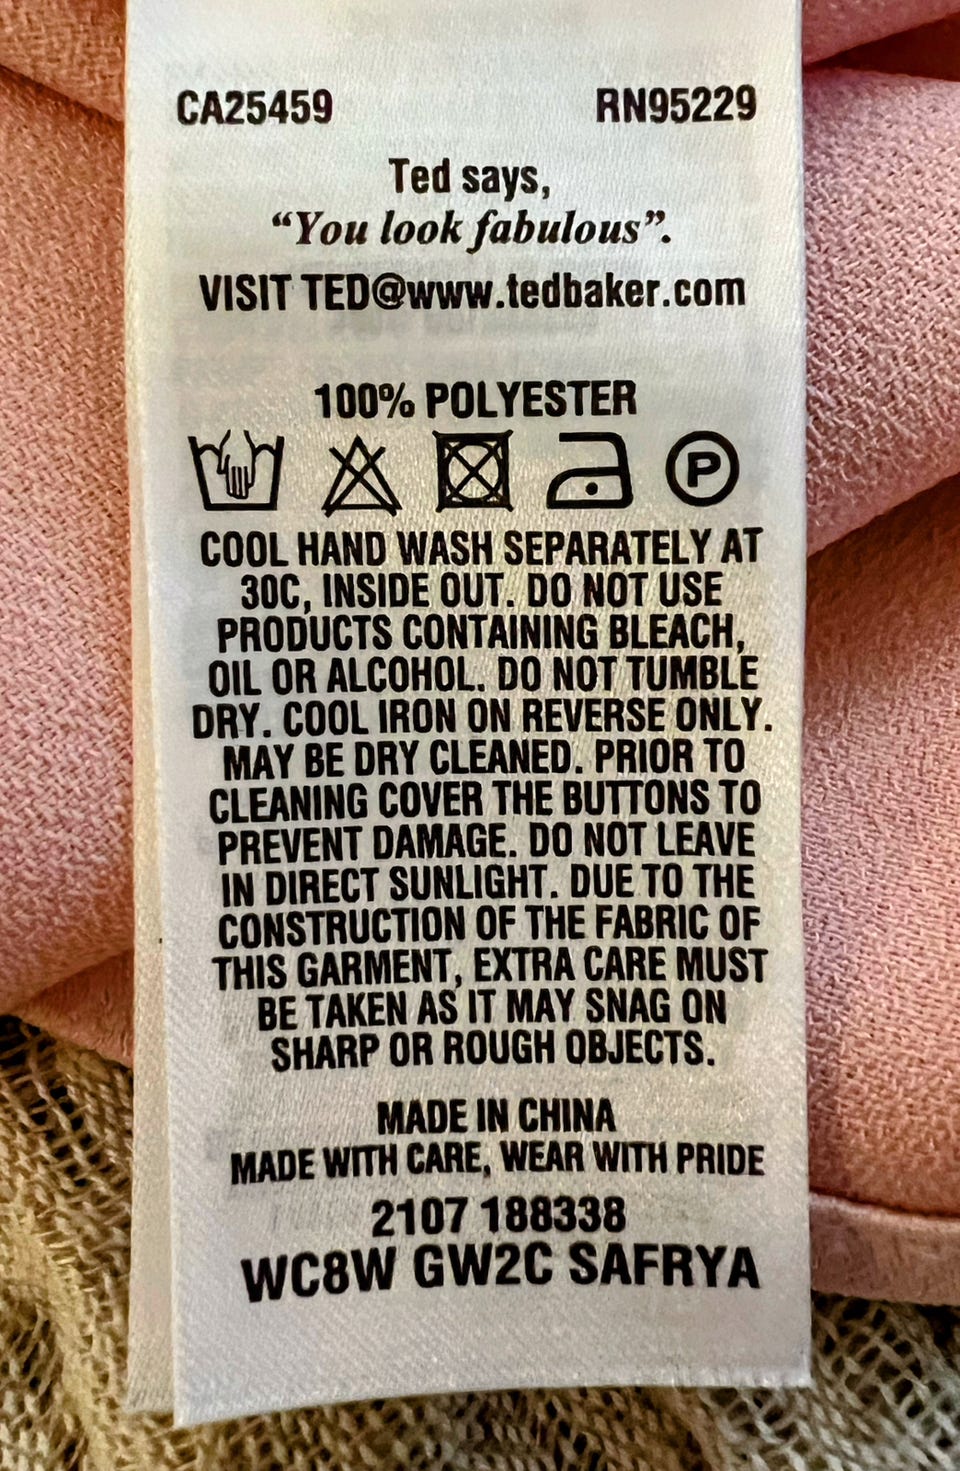 CA25459 RN95229
Ted says,
“You look fabulous”.
VISIT TED@www.tedbaker.com
100% POLYESTER
P
COOL HAND WASH SEPARATELY AT
30C, INSIDE OUT. DO NOT USE
PRODUCTS CONTAINING BLEACH,
OIL OR ALCOHOL. DO NOT TUMBLE
DRY. COOL IRON ON REVERSE ONLY.
MAY BE DRY CLEANED. PRIOR TO
CLEANING COVER THE BUTTONS TO
PREVENT DAMAGE. DO NOT LEAVE
IN DIRECT SUNLIGHT. DUE TO THE
CONSTRUCTION OF THE FABRIC OF
THIS GARMENT, EXTRA CARE MUST
BE TAKEN AS IT MAY SNAG ON
SHARP OR ROUGH OBJECTS.
MADE IN CHINA
MADE WITH CARE, WEAR WITH PRIDE
2107 188338
WC8W GW2C SAFRYA